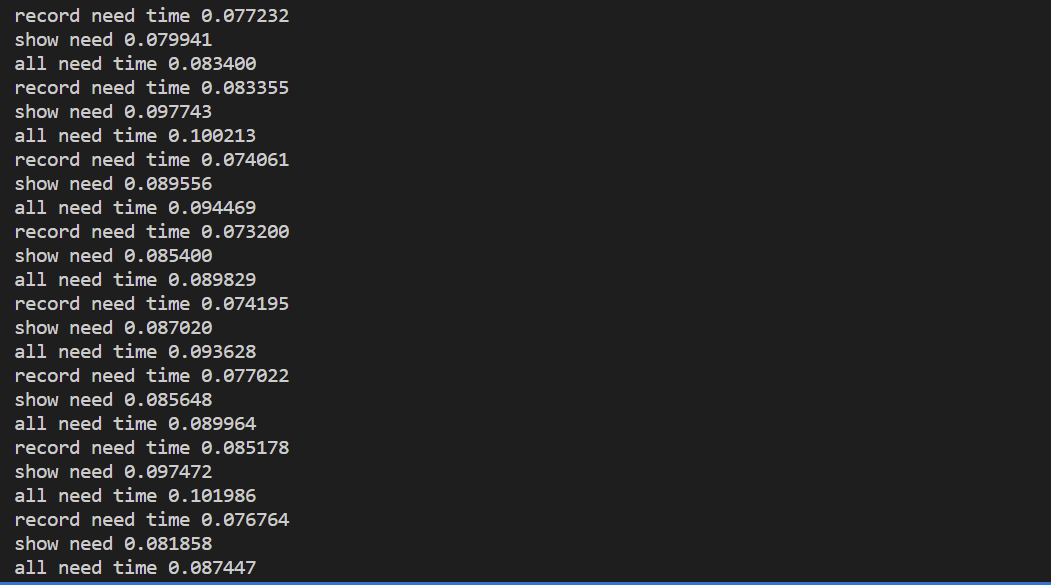 record need time 0.077232
show need 0.079941
all need time 0.083400
record need time 0.083355
show need 0.097743
all need time 0.100213
record need time 0.074061
show need 0.089556
all need time 0.094469
record need time 0.073200
show need 0.085400
all need time 0.089829
record need time 0.074195
show need 0.087020
all need time 0.093628
record need time 0.077022
show need 0.085648
all need time 0.089964
record need time 0.085178
show need 0.097472
all need time 0.101986
record need time 0.076764
show need 0.081858
all need time 0.087447